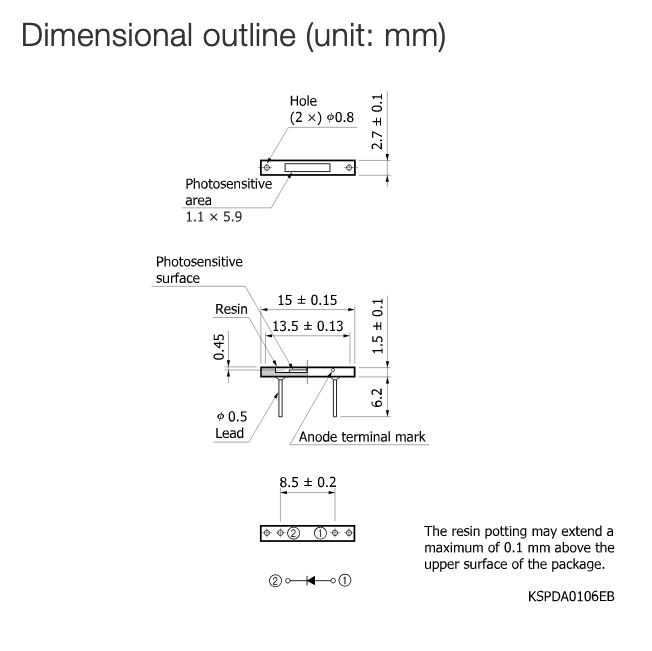 Dimensional outline (unit: mm)
Hole
(2 ×) φ0.8
2.7 ± 0.1
Photosensitive
area
1.1 × 5.9
Photosensitive
surface
15 ± 0.15
Resin
13.5 ± 0.13
0.45
1.5 ± 0.1
6.2
φ 0.5
Lead
Anode terminal mark
8.5 ± 0.2
② ①
② ①
The resin potting may extend a
maximum of 0.1 mm above the
upper surface of the package.
KSPDA0106EB